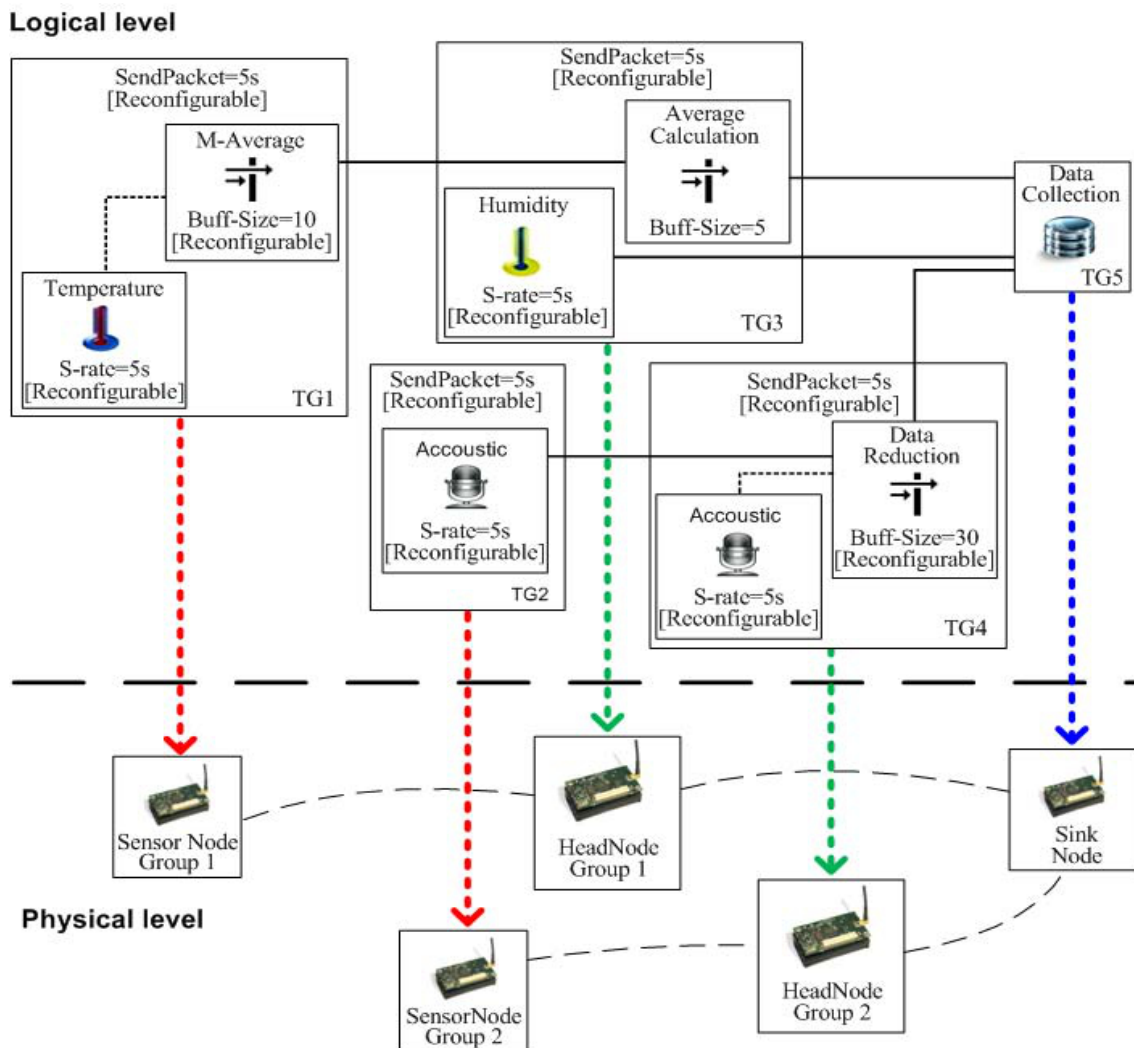 Logical level
SendPacket=5s
[Reconfigurable]
M-Average
Buff-Size=10
[Reconfigurable]
Temperature
S-rate=5s
[Reconfigurable]
TG1
SendPacket=5s
[Reconfigurable]
Average
Calculation
Buff-Size=5
Humidity
S-rate=5s
[Reconfigurable]
TG3
Data
Collection
TG5
SendPacket=5s
[Reconfigurable]
Accoustic
S-rate=5s
[Reconfigurable]
TG2
SendPacket=5s
[Reconfigurable]
Data
Reduction
Buff-Size=30
[Reconfigurable]
Accoustic
S-rate=5s
[Reconfigurable]
TG4
Sensor Node
Group 1
HeadNode
Group 1
Sink
Node
Physical level
SensorNode
Group 2
HeadNode
Group 2